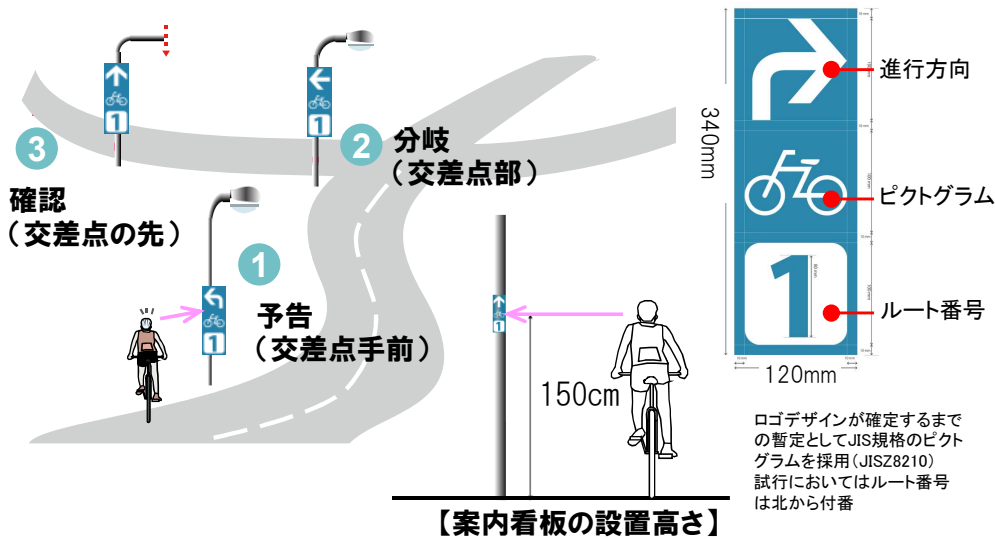 1
3
確認
（交差点の先）
1
2
分岐
（交差点部）
1
1
予告
（交差点手前）
1
150cm
【案内看板の設置高さ】
340mm
120mm
1
進行方向
ピクトグラム
ルート番号
ロゴデザインが確定するまで
の暫定としてJIS規格のピクト
グラムを採用（JISZ8210）
試行においてはルート番号
は北から付番